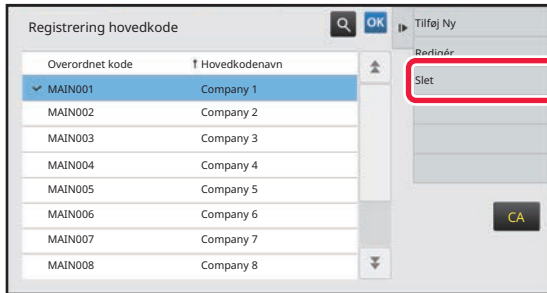 Registrering hovedkode
OK
Tilføj Ny
Redigér
Slet
Overordnet kode Hovedkodenavn
MAIN001 Company 1
MAIN002 Company 2
MAIN003 Company 3
MAIN004 Company 4
MAIN005 Company 5
MAIN006 Company 6
MAIN007 Company 7
MAIN008 Company 8
CA